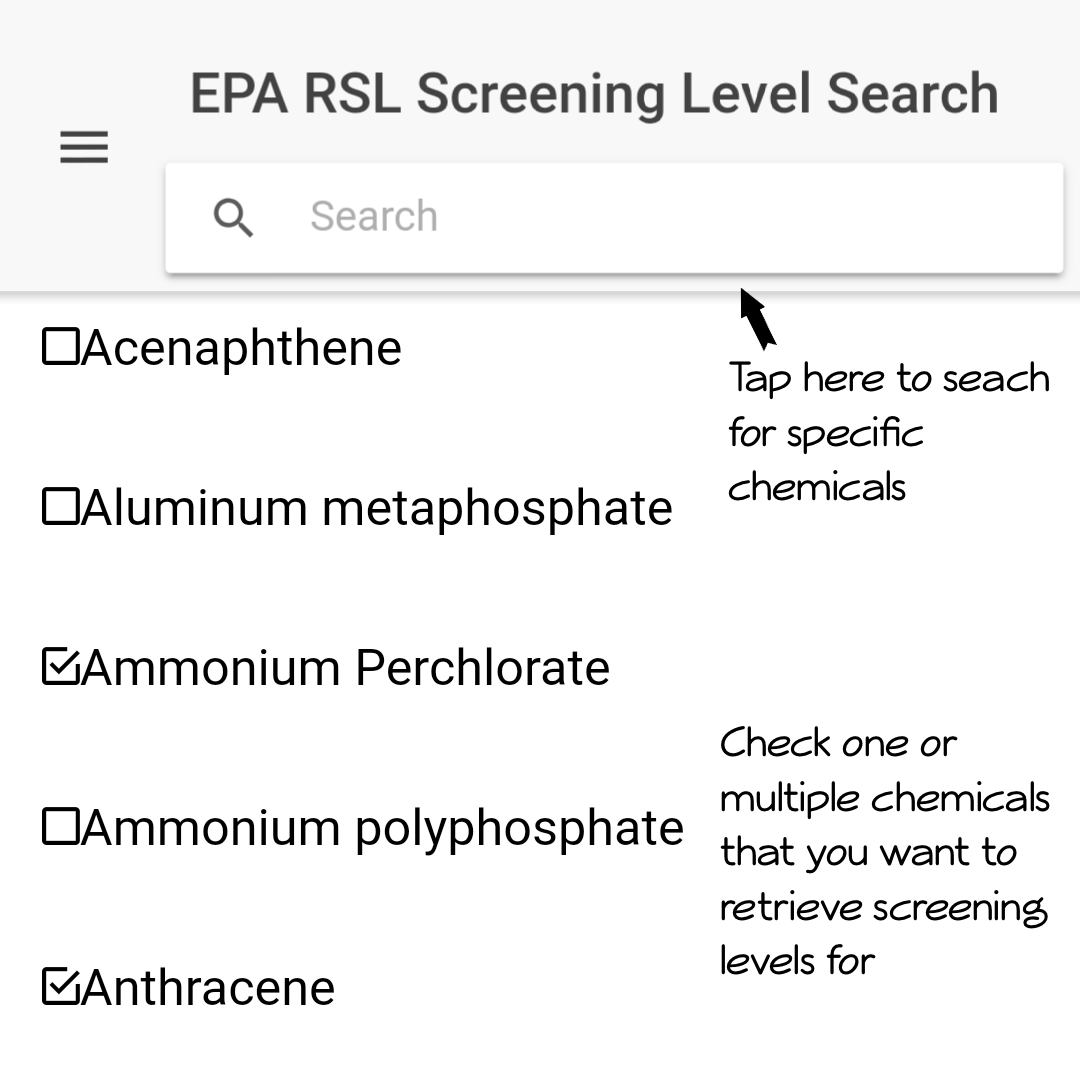 EPA RSL Screening Level Search
Search
Acenaphthene
Tap here to seach
for specific
chemicals
Aluminum metaphosphate
Ammonium Perchlorate
Check one or
multiple chemicals
that you want to
retrieve screening
levels for
Ammonium polyphosphate
Anthracene